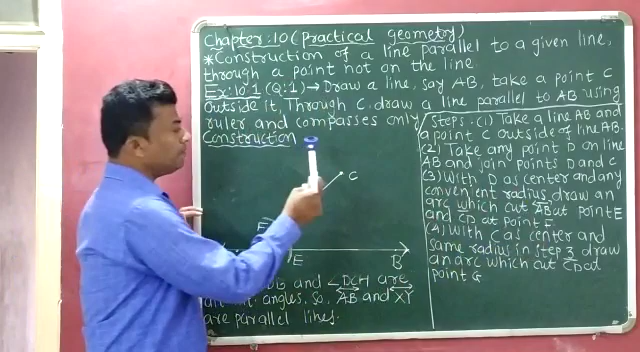 Chapter:10(Practical geometry)
*Construction of a line parallel to a given line,
through a point not on the line
Ex:10.1 (Q:1)→ Draw a line, say AB, take a point C
outside it, Through C, draw a line parallel to AB using
ruler and compasses only
Construction
C
F
E
B
DG and ∠DCH are
angles. so, AB and XY
are parallel lines.
Steps: (1) Take a line AB and
a point C outside of line AB.
(2) Take any point D on line
AB and join points D and C
(3) With D as center and any
convenient radius draw an
arc which cut AB at point E
and CD at point F.
(4) With C as center and
same radius in step 3 draw
an arc which cut CD at
point G